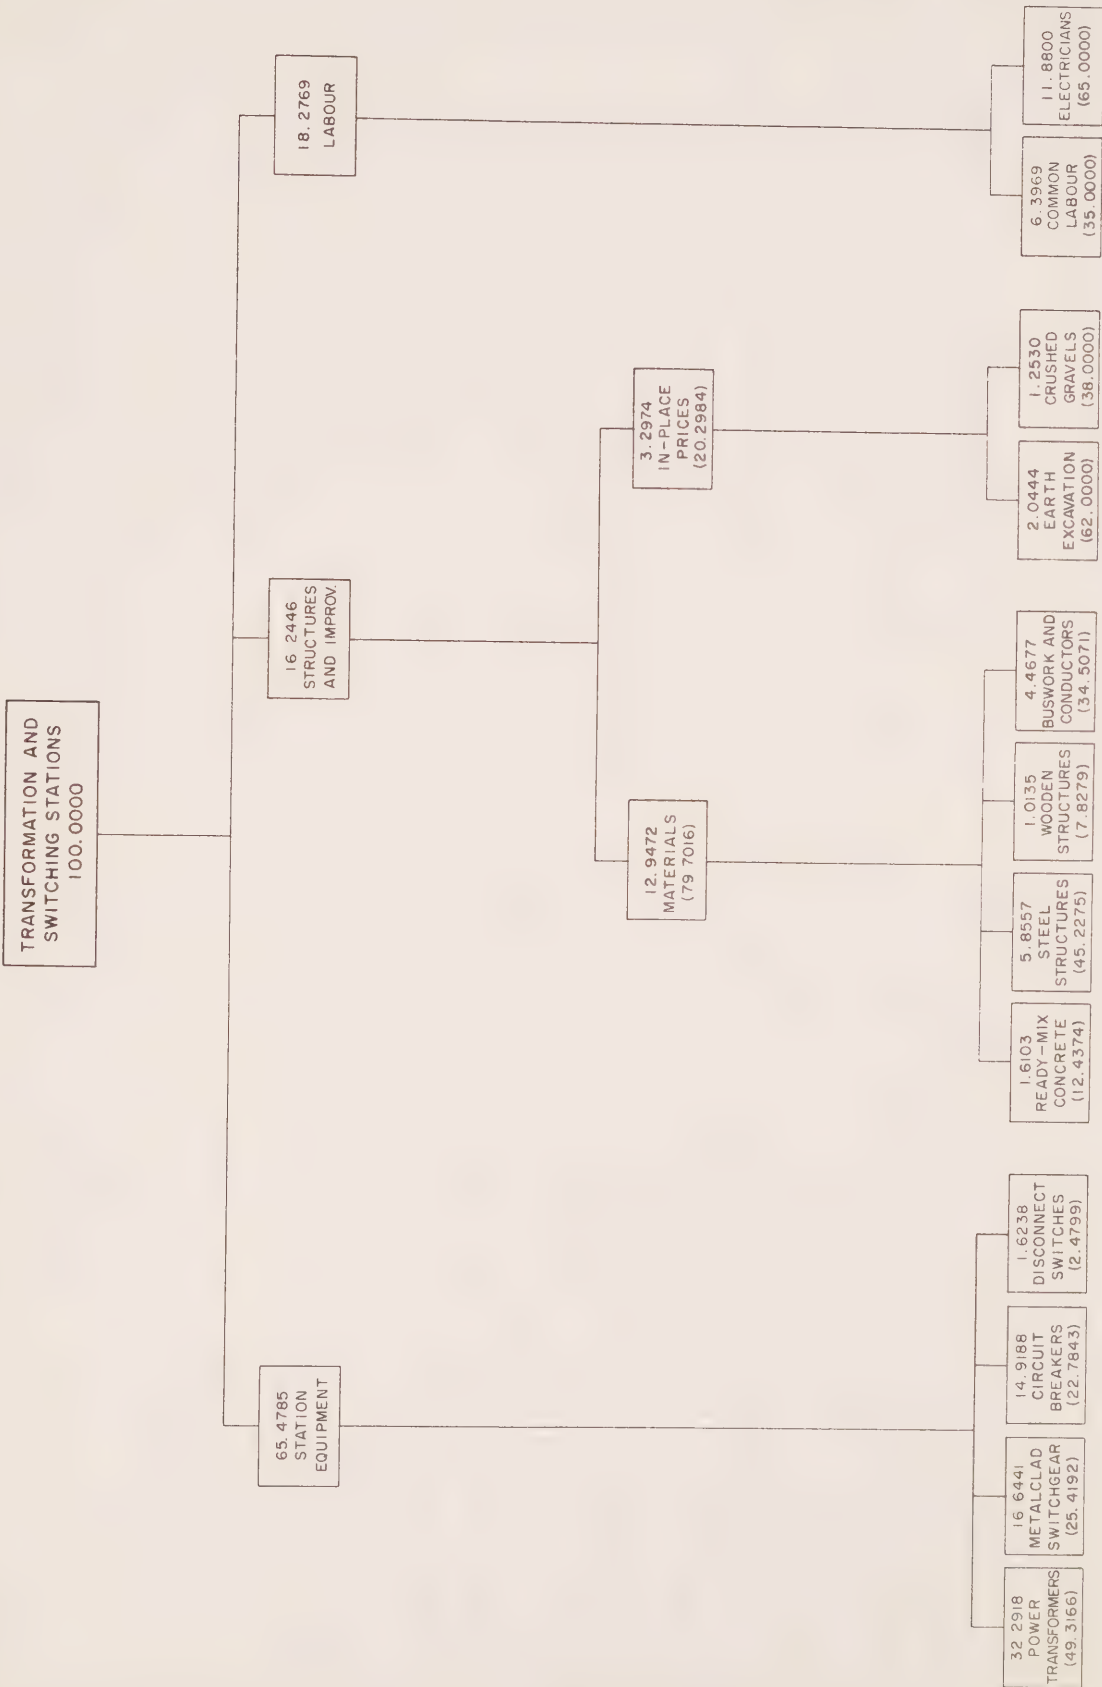 TRANSFORMATION AND
SWITCHING STATIONS
100.0000
65.4785
STATION
EQUIPMENT
16 2446
STRUCTURES
AND IMPROV.
18.2769
LABOUR
12.9472
MATERIALS
(79 7016)
3.2974
IN-PLACE
PRICES
(20.2984)
32 2918
POWER
TRANSFORMERS
(49.3166)
16 6441
METALCLAD
SWITCHGEAR
(25.4192)
14.9188
CIRCUIT
BREAKERS
(22.7843)
1.6238
DISCONNECT
SWITCHES
(2.4799)
1.6103
READY-MIX
CONCRETE
(12.4374)
5.8557
STEEL
STRUCTURES
(45.2275)
1.0135
WOODEN
STRUCTURES
(7.8279)
4.4677
BUSWORK AND
CONDUCTORS
(34.5071)
2.0444
EARTH
EXCAVATION
(62.0000)
1.2530
CRUSHED
GRAVELS
(38.0000)
6.3969
COMMON
LABOUR
(35.0000)
11.8800
ELECTRICIANS
(65.0000)